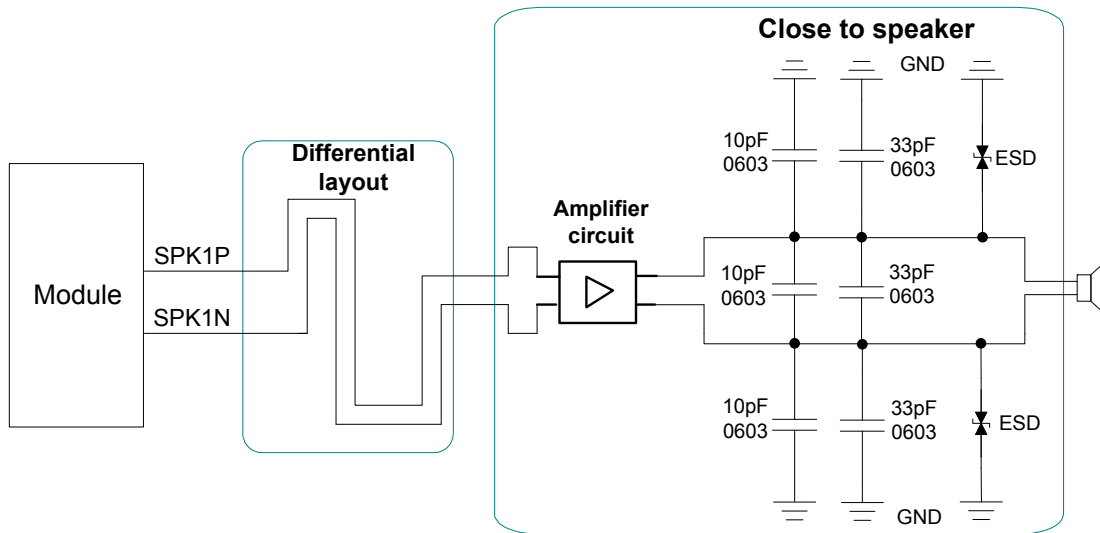 Close to speaker
GND
10pF
0603
33pF
0603
ESD
Differential
layout
Amplifier
circuit
SPK1P
Module
SPK1N
10pF
0603
33pF
0603
10pF
0603
33pF
0603
ESD
GND